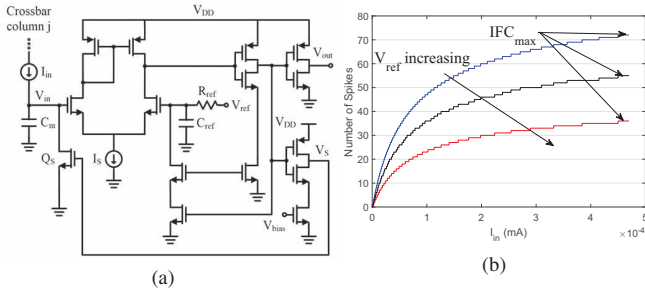 Crossbar
column j
V_DD
I_in
V_in
C_m
Q_S
I_S
R_ref
V_ref
C_ref
V_DD
V_out
V_S
V_bias
(a)
Number of Spikes
80
70
60
50
40
30
20
10
0
V_ref increasing
IFC_max
0 1 2 3 4 5
I_in (mA)
×10^-4
(b)